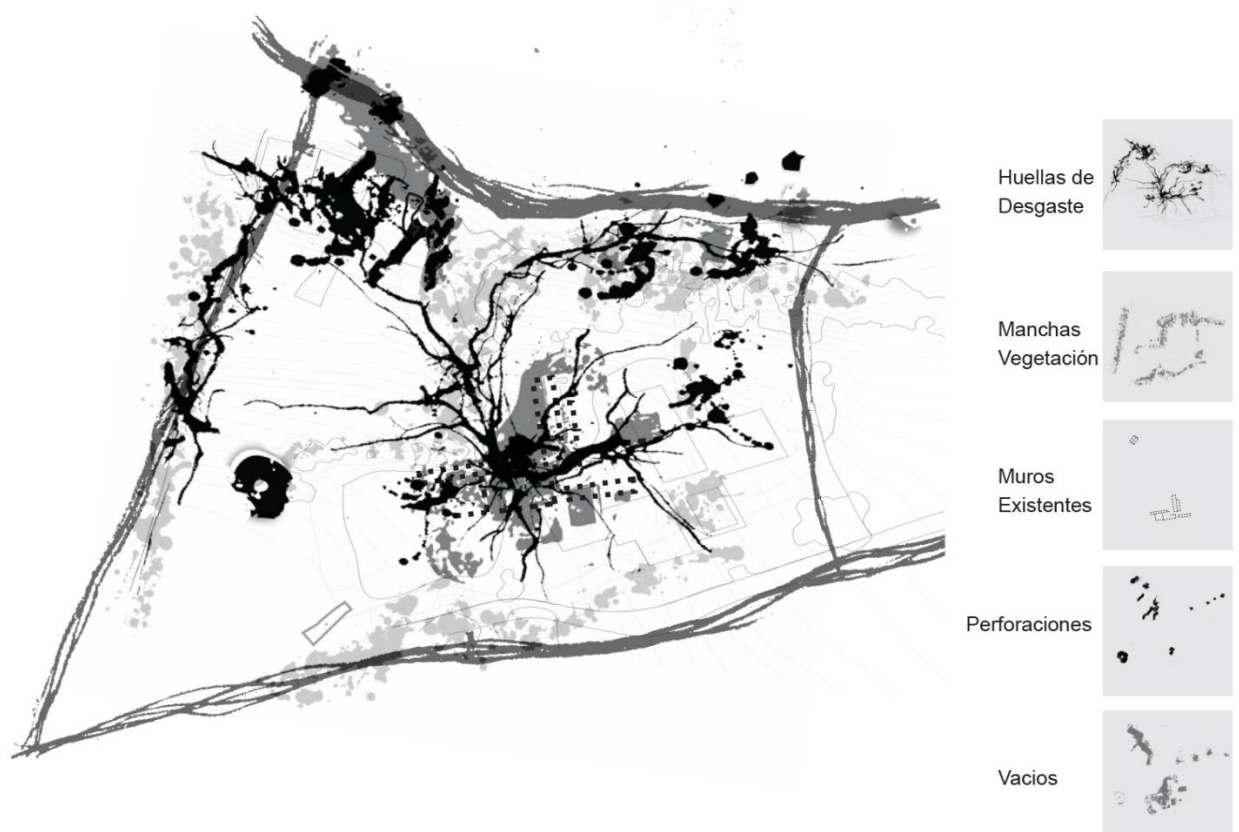 Huellas de
Desgaste
Manchas
Vegetación
Muros
Existentes
Perforaciones
Vacios